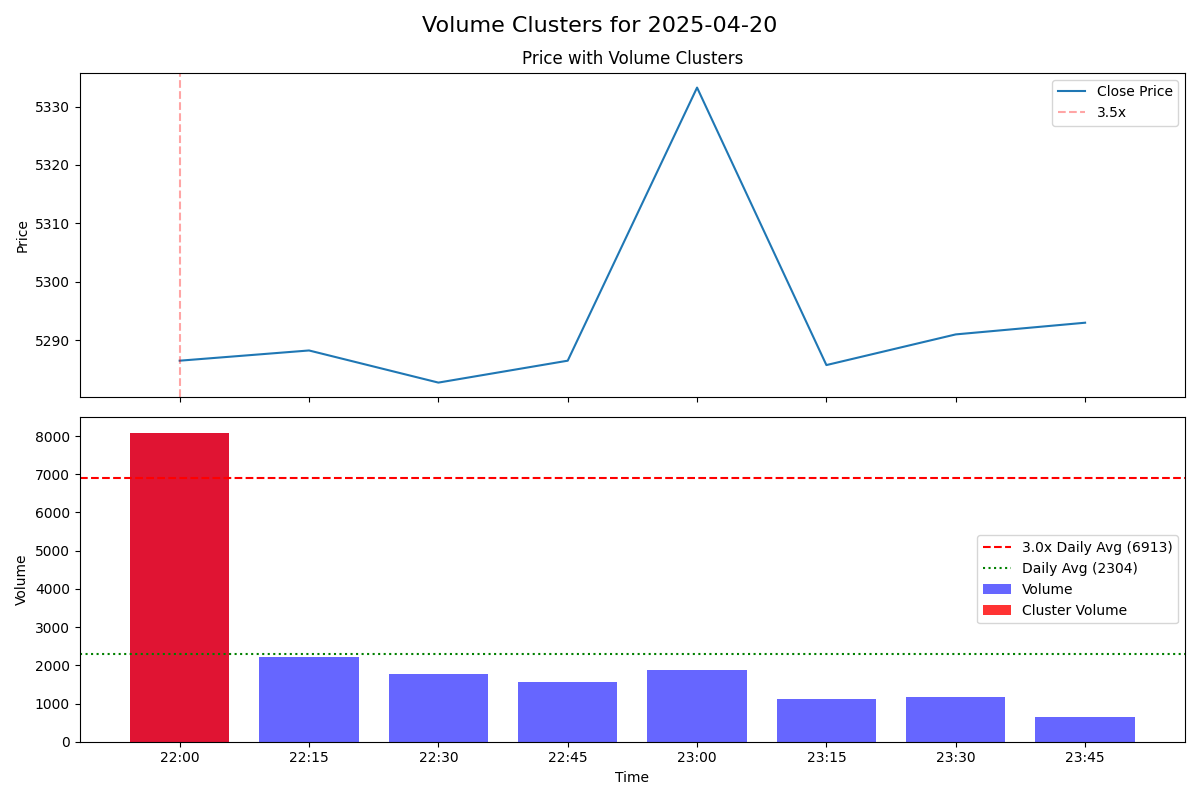 Volume Clusters for 2025-04-20
Price with Volume Clusters
Close Price
3.5x
5330
5320
5310
5300
5290
Price
8000
7000
6000
5000
4000
3000
2000
1000
0
Volume
3.0x Daily Avg (6913)
Daily Avg (2304)
Volume
Cluster Volume
22:00 22:15 22:30 22:45 23:00 23:15 23:30 23:45
Time